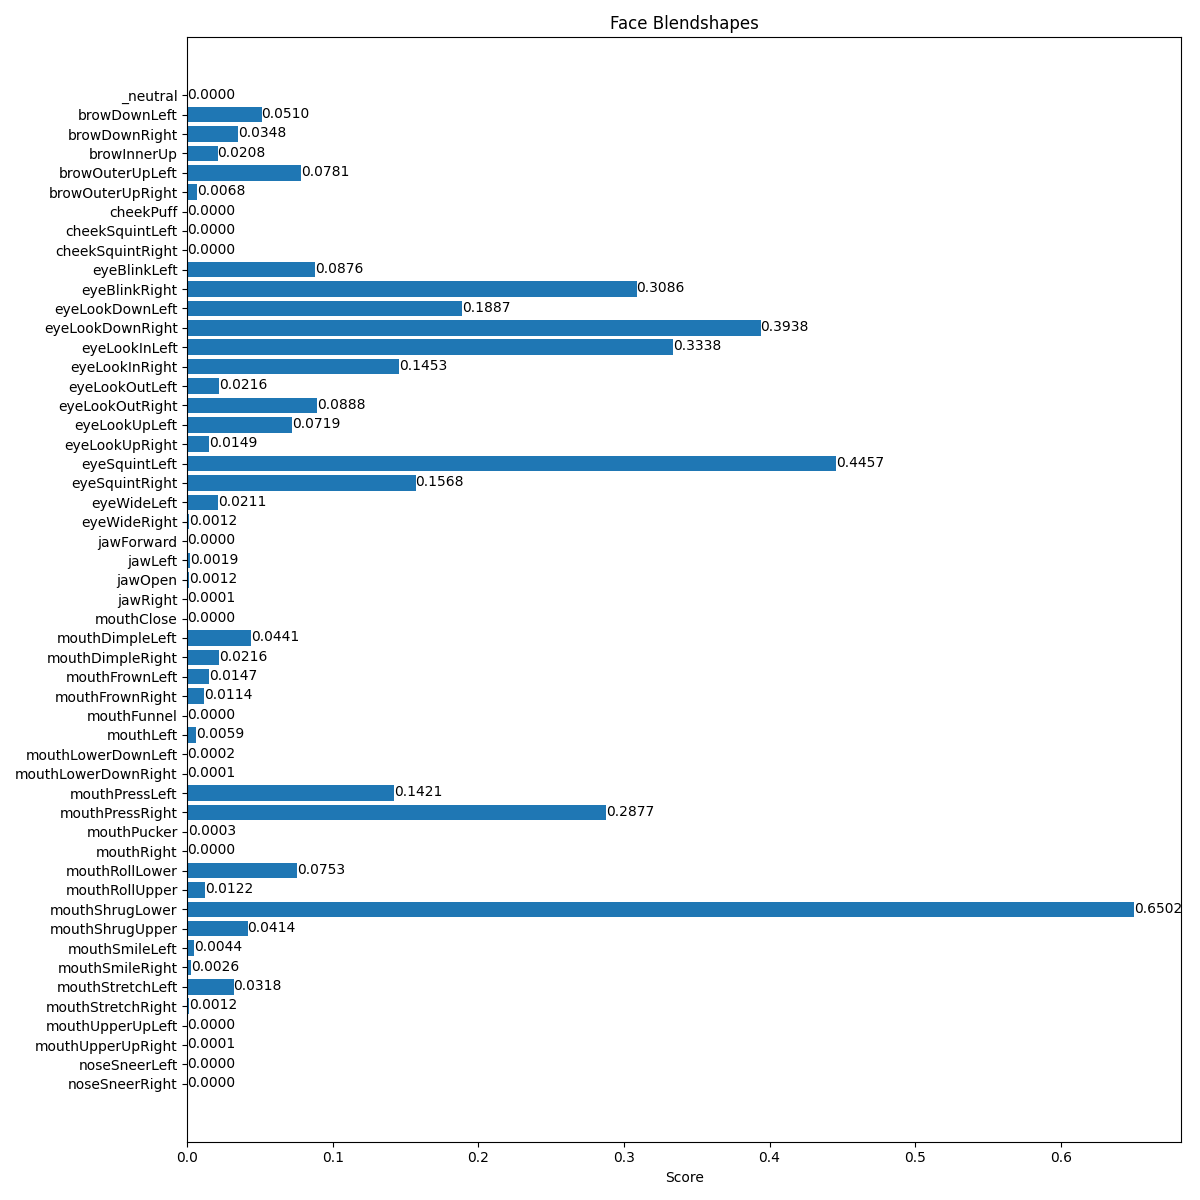 Face Blendshapes
_neutral 0.0000
browDownLeft 0.0510
browDownRight 0.0348
browInnerUp 0.0208
browOuterUpLeft 0.0781
browOuterUpRight 0.0068
cheekPuff 0.0000
cheekSquintLeft 0.0000
cheekSquintRight 0.0000
eyeBlinkLeft 0.0876
eyeBlinkRight 0.3086
eyeLookDownLeft 0.1887
eyeLookDownRight 0.3938
eyeLookInLeft 0.3338
eyeLookInRight 0.1453
eyeLookOutLeft 0.0216
eyeLookOutRight 0.0888
eyeLookUpLeft 0.0719
eyeLookUpRight 0.0149
eyeSquintLeft 0.4457
eyeSquintRight 0.1568
eyeWideLeft 0.0211
eyeWideRight 0.0012
jawForward 0.0000
jawLeft 0.0019
jawOpen 0.0012
jawRight 0.0001
mouthClose 0.0000
mouthDimpleLeft 0.0441
mouthDimpleRight 0.0216
mouthFrownLeft 0.0147
mouthFrownRight 0.0114
mouthFunnel 0.0000
mouthLeft 0.0059
mouthLowerDownLeft 0.0002
mouthLowerDownRight 0.0001
mouthPressLeft 0.1421
mouthPressRight 0.2877
mouthPucker 0.0003
mouthRight 0.0000
mouthRollLower 0.0753
mouthRollUpper 0.0122
mouthShrugLower 0.6502
mouthShrugUpper 0.0414
mouthSmileLeft 0.0044
mouthSmileRight 0.0026
mouthStretchLeft 0.0318
mouthStretchRight 0.0012
mouthUpperUpLeft 0.0000
mouthUpperUpRight 0.0001
noseSneerLeft 0.0000
noseSneerRight 0.0000
0.0 0.1 0.2 0.3 0.4 0.5 0.6
Score